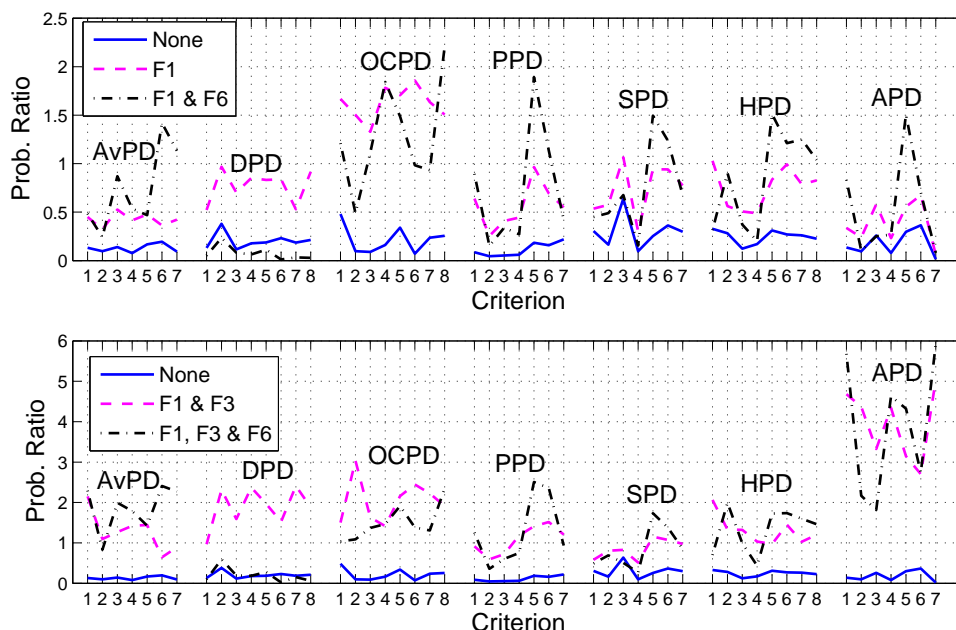 2.5
2
1.5
1
0.5
0
Prob. Ratio
None
F1
F1 & F6
AvPD
DPD
OCPD
PPD
SPD
HPD
APD
1 2 3 4 5 6 7 1 2 3 4 5 6 7 8 1 2 3 4 5 6 7 8 1 2 3 4 5 6 7 1 2 3 4 5 6 7 1 2 3 4 5 6 7 8 1 2 3 4 5 6 7
Criterion
6
5
4
3
2
1
0
Prob. Ratio
None
F1 & F3
F1, F3 & F6
AvPD
DPD
OCPD
PPD
SPD
HPD
APD
1 2 3 4 5 6 7 1 2 3 4 5 6 7 8 1 2 3 4 5 6 7 8 1 2 3 4 5 6 7 1 2 3 4 5 6 7 1 2 3 4 5 6 7 8 1 2 3 4 5 6 7
Criterion